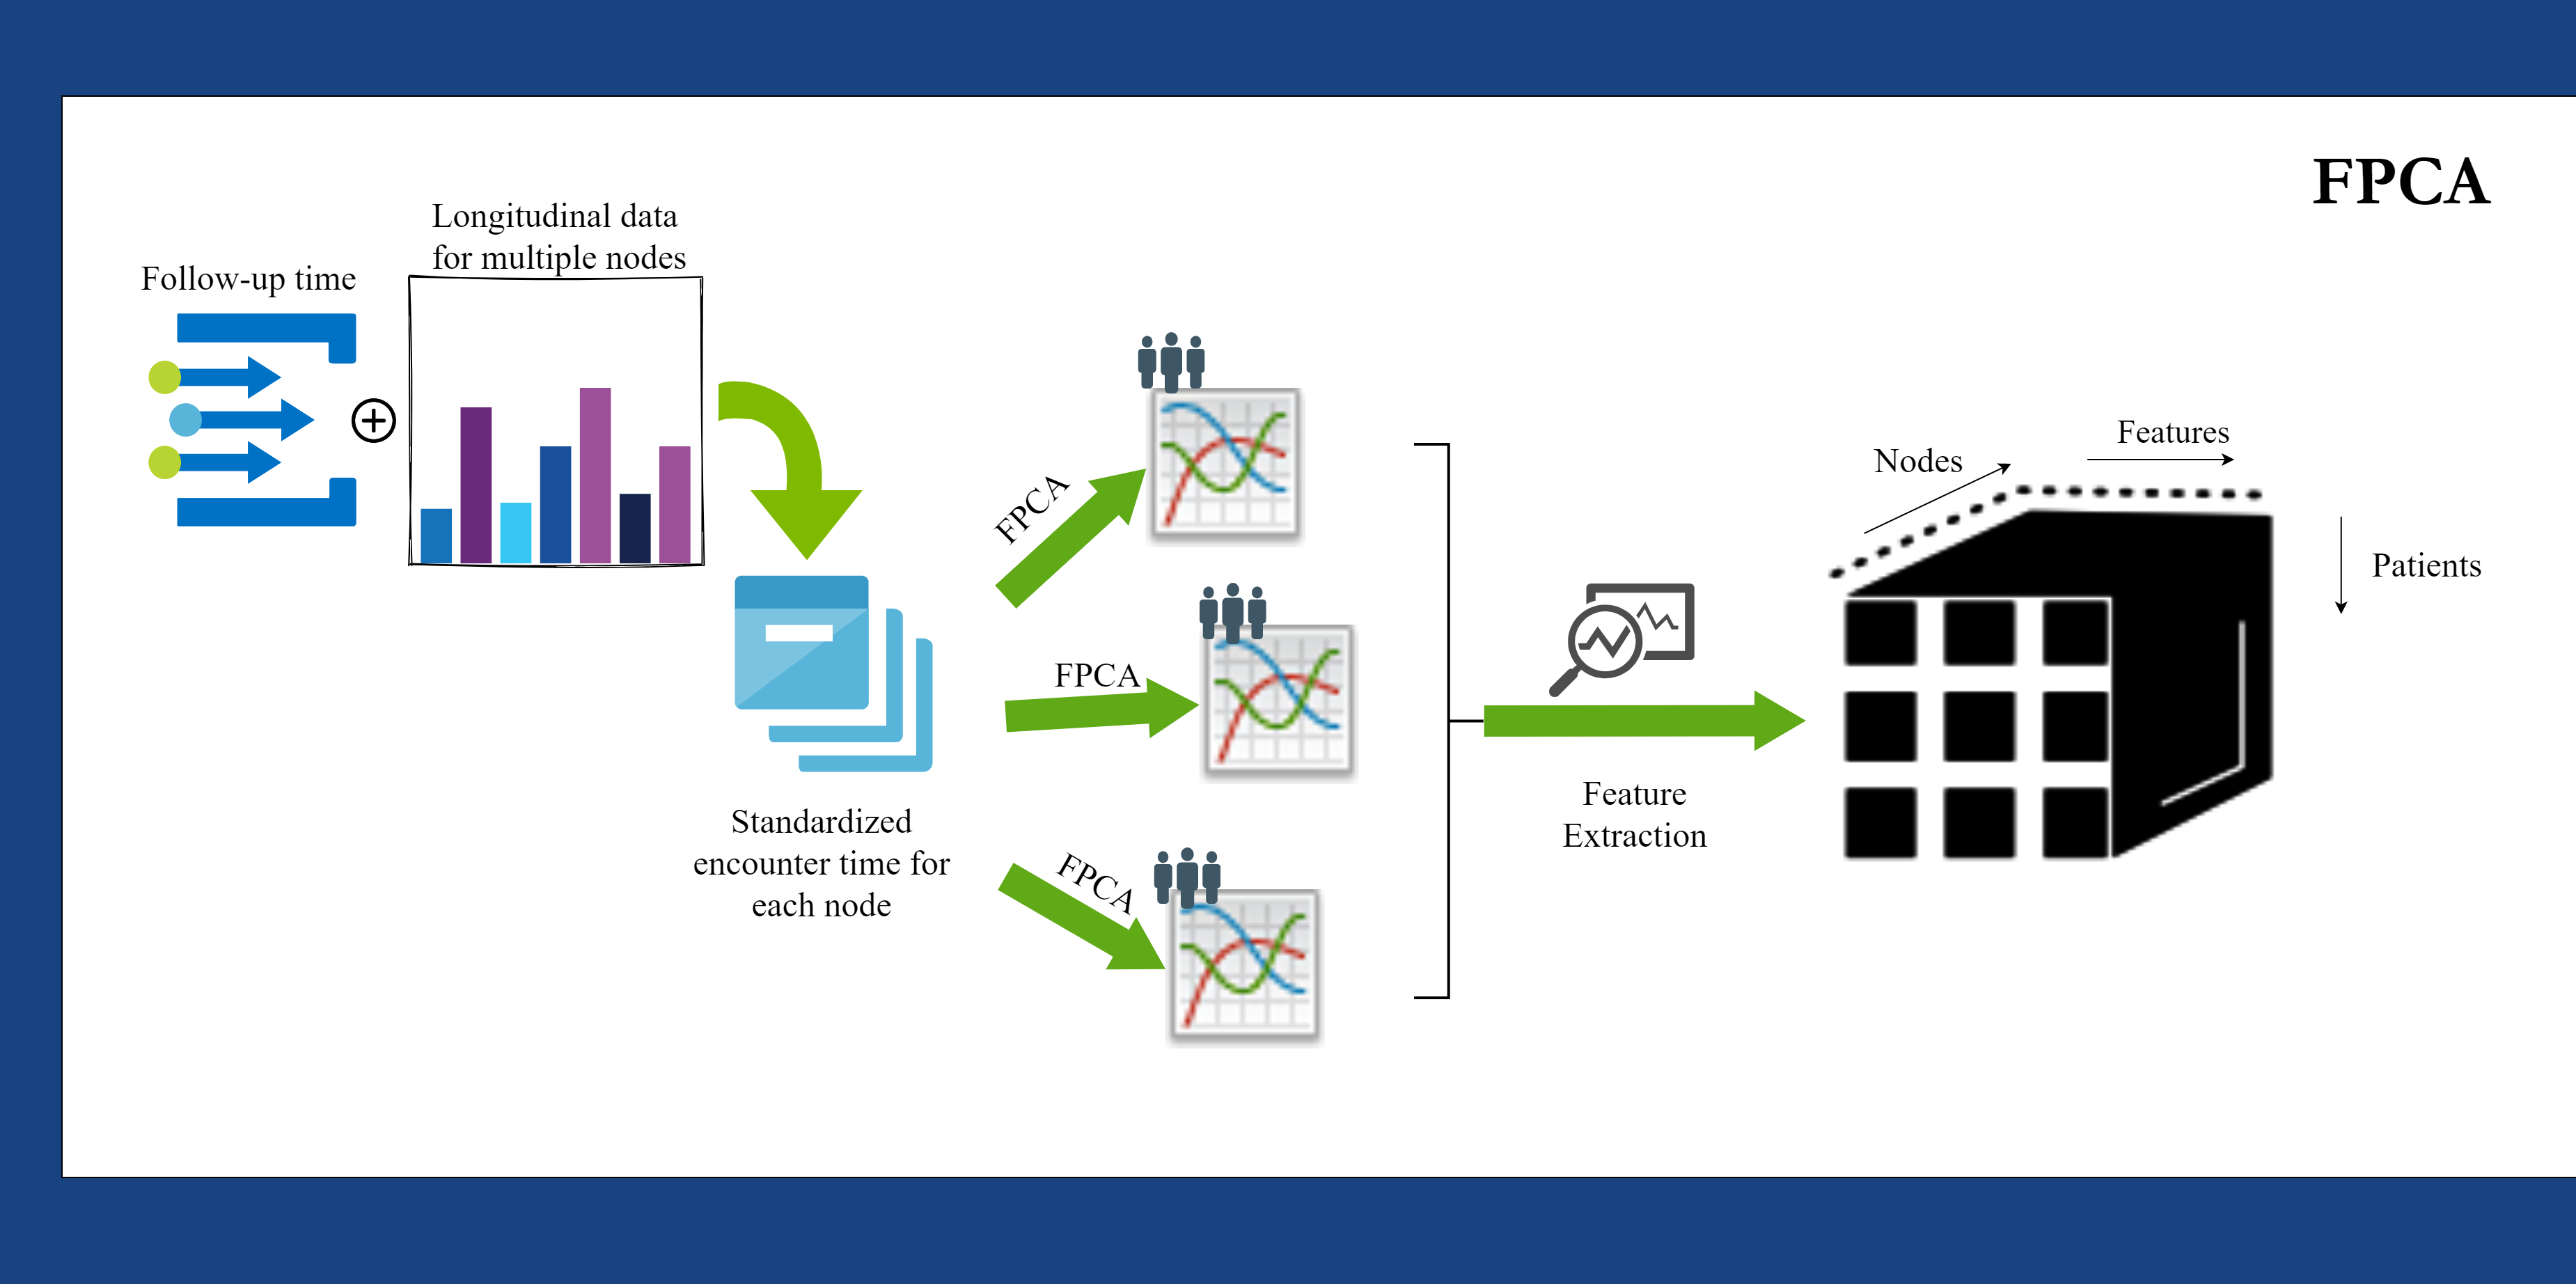 FPCA
Longitudinal data
for multiple nodes
Follow-up time
Standardized
encounter time for
each node
FPCA
FPCA
FPCA
Feature
Extraction
Nodes
Features
Patients